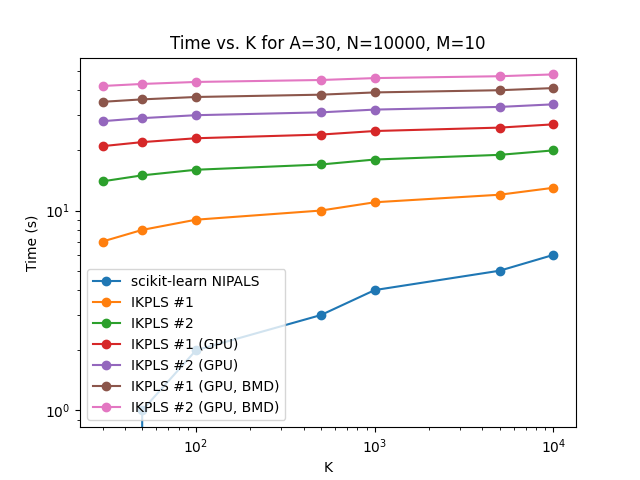 Time vs. K for A=30, N=10000, M=10
Time (s)
10¹
10⁰
scikit-learn NIPALS
IKPLS #1
IKPLS #2
IKPLS #1 (GPU)
IKPLS #2 (GPU)
IKPLS #1 (GPU, BMD)
IKPLS #2 (GPU, BMD)
10² 10³ 10⁴
K